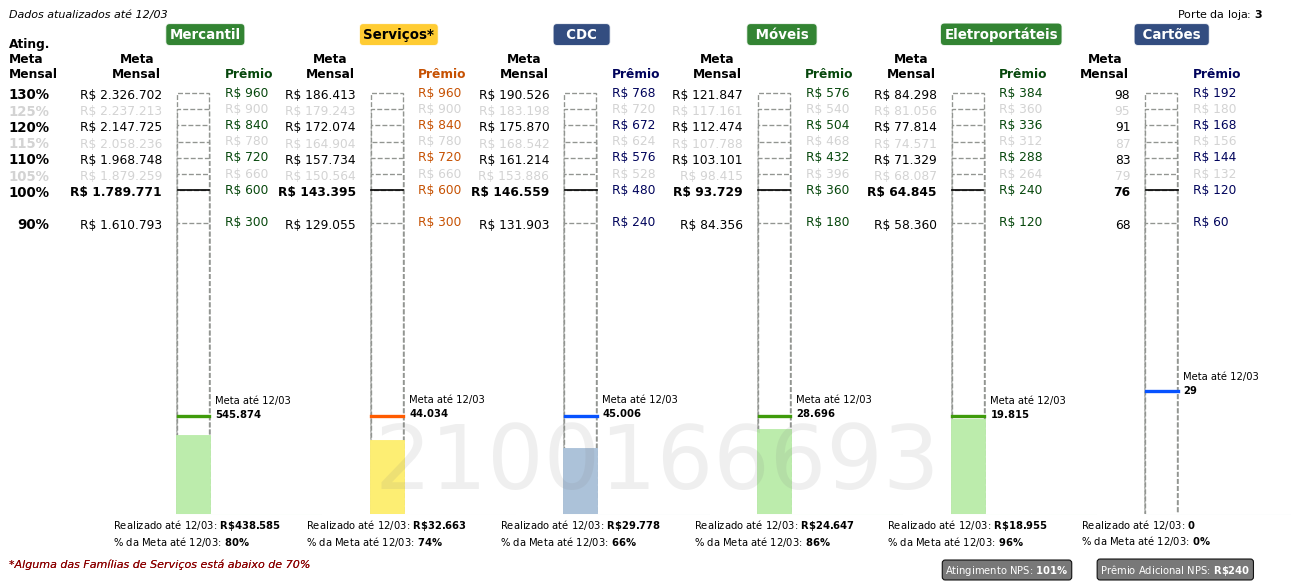 Dados atualizados até 12/03 Porte da loja: 3
Mercantil Serviços* CDC Móveis Eletroportáteis Cartões
Ating.
Meta Meta Meta Meta Meta Meta Meta
Mensal Mensal Prêmio Mensal Prêmio Mensal Prêmio Mensal Prêmio Mensal Prêmio Mensal Prêmio
130% R$ 2.326.702 R$ 960 R$ 186.413 R$ 960 R$ 190.526 R$ 768 R$ 121.847 R$ 576 R$ 84.298 R$ 384 98 R$ 192
125% R$ 2.237.213 R$ 900 R$ 179.243 R$ 900 R$ 183.198 R$ 720 R$ 117.161 R$ 540 R$ 81.056 R$ 360 95 R$ 180
120% R$ 2.147.725 R$ 840 R$ 172.074 R$ 840 R$ 175.870 R$ 672 R$ 112.474 R$ 504 R$ 77.814 R$ 336 91 R$ 168
115% R$ 2.058.236 R$ 780 R$ 164.904 R$ 780 R$ 168.542 R$ 624 R$ 107.788 R$ 468 R$ 74.571 R$ 312 87 R$ 156
110% R$ 1.968.748 R$ 720 R$ 157.734 R$ 720 R$ 161.214 R$ 576 R$ 103.101 R$ 432 R$ 71.329 R$ 288 83 R$ 144
105% R$ 1.879.259 R$ 660 R$ 150.564 R$ 660 R$ 153.886 R$ 528 R$ 98.415 R$ 396 R$ 68.087 R$ 264 79 R$ 132
100% R$ 1.789.771 R$ 600 R$ 143.395 R$ 600 R$ 146.559 R$ 480 R$ 93.729 R$ 360 R$ 64.845 R$ 240 76 R$ 120
90% R$ 1.610.793 R$ 300 R$ 129.055 R$ 300 R$ 131.903 R$ 240 R$ 84.356 R$ 180 R$ 58.360 R$ 120 68 R$ 60
Meta até 12/03 Meta até 12/03 Meta até 12/03 Meta até 12/03 Meta até 12/03 Meta até 12/03
545.874 44.034 45.006 28.696 19.815 29
2100166693
Realizado até 12/03: R$438.585 Realizado até 12/03: R$32.663 Realizado até 12/03: R$29.778 Realizado até 12/03: R$24.647 Realizado até 12/03: R$18.955 Realizado até 12/03: 0
% da Meta até 12/03: 80% % da Meta até 12/03: 74% % da Meta até 12/03: 66% % da Meta até 12/03: 86% % da Meta até 12/03: 96% % da Meta até 12/03: 0%
*Alguma das Famílias de Serviços está abaixo de 70% Atingimento NPS: 101% Prêmio Adicional NPS: R$240